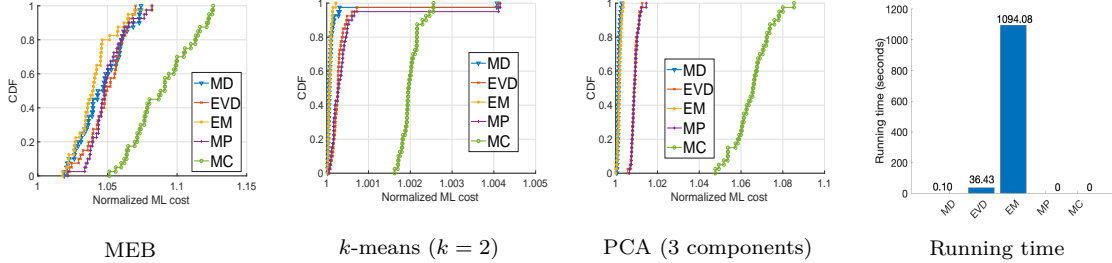 CDF
1
0.8
0.6
0.4
0.2
0
1
1.05
1.1
1.15
Normalized ML cost
MD
EVD
EM
MP
MC
MEB
CDF
1
0.8
0.6
0.4
0.2
0
1
1.001
1.002
1.003
1.004
1.005
Normalized ML cost
MD
EVD
EM
MP
MC
k-means (k = 2)
CDF
1
0.8
0.6
0.4
0.2
0
1
1.02
1.04
1.06
1.08
1.1
Normalized ML cost
MD
EVD
EM
MP
MC
PCA (3 components)
Running time (seconds)
1200
1000
800
600
400
200
0
0.10
36.43
1094.08
0
0
MD
EVD
EM
MP
MC
Running time